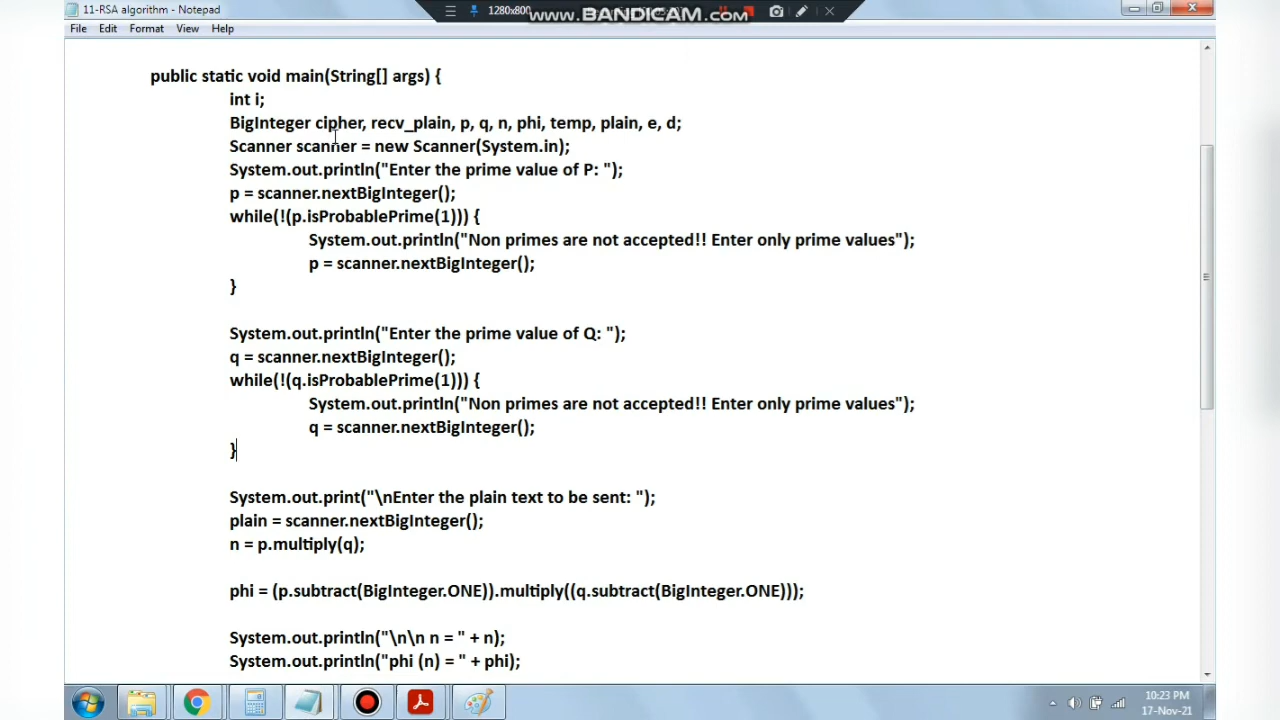 11-RSA algorithm - Notepad
1280x800
www.BANDICAM.com
File Edit Format View Help
public static void main(String[] args) {
int i;
BigInteger cipher, recv_plain, p, q, n, phi, temp, plain, e, d;
Scanner scanner = new Scanner(System.in);
System.out.println("Enter the prime value of P: ");
p = scanner.nextBigInteger();
while(!(p.isProbablePrime(1))) {
System.out.println("Non primes are not accepted!! Enter only prime values");
p = scanner.nextBigInteger();
}
System.out.println("Enter the prime value of Q: ");
q = scanner.nextBigInteger();
while(!(q.isProbablePrime(1))) {
System.out.println("Non primes are not accepted!! Enter only prime values");
q = scanner.nextBigInteger();
}
System.out.print("\nEnter the plain text to be sent: ");
plain = scanner.nextBigInteger();
n = p.multiply(q);
phi = (p.subtract(BigInteger.ONE)).multiply((q.subtract(BigInteger.ONE)));
System.out.println("\n\n n = " + n);
System.out.println("phi (n) = " + phi);
10:23 PM
17-Nov-21